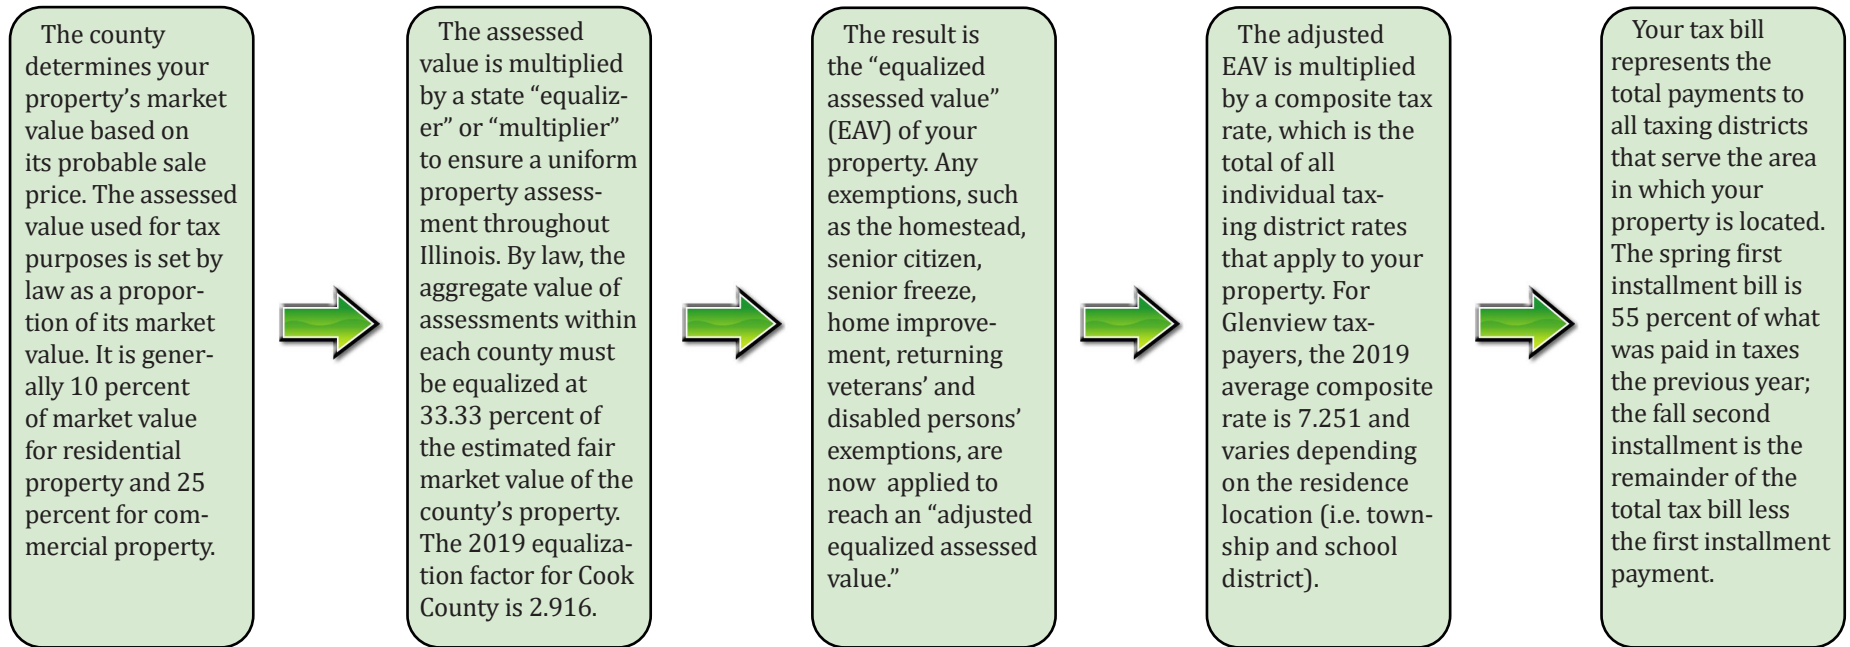 The county
determines your
property's market
value based on
its probable sale
price. The assessed
value used for tax
purposes is set by
law as a propor-
tion of its market
value. It is gener-
ally 10 percent
of market value
for residential
property and 25
percent for com-
mercial property.
The assessed
value is multiplied
by a state “equaliz-
er” or “multiplier”
to ensure a uniform
property assess-
ment throughout
Illinois. By law, the
aggregate value of
assessments within
each county must
be equalized at
33.33 percent of
the estimated fair
market value of the
county’s property.
The 2019 equaliza-
tion factor for Cook
County is 2.916.
The result is
the “equalized
assessed value”
(EAV) of your
property. Any
exemptions, such
as the homestead,
senior citizen,
senior freeze,
home improve-
ment, returning
veterans’ and
disabled persons’
exemptions, are
now  applied to
reach an “adjusted
equalized assessed
value.”
The adjusted
EAV is multiplied
by a composite tax
rate, which is the
total of all
individual tax-
ing district rates
that apply to your
property. For
Glenview tax-
payers, the 2019
average composite
rate is 7.251 and
varies depending
on the residence
location (i.e. town-
ship and school
district).
Your tax bill
represents the
total payments to
all taxing districts
that serve the area
in which your
property is located.
The spring first
installment bill is
55 percent of what
was paid in taxes
the previous year;
the fall second
installment is the
remainder of the
total tax bill less
the first installment
payment.